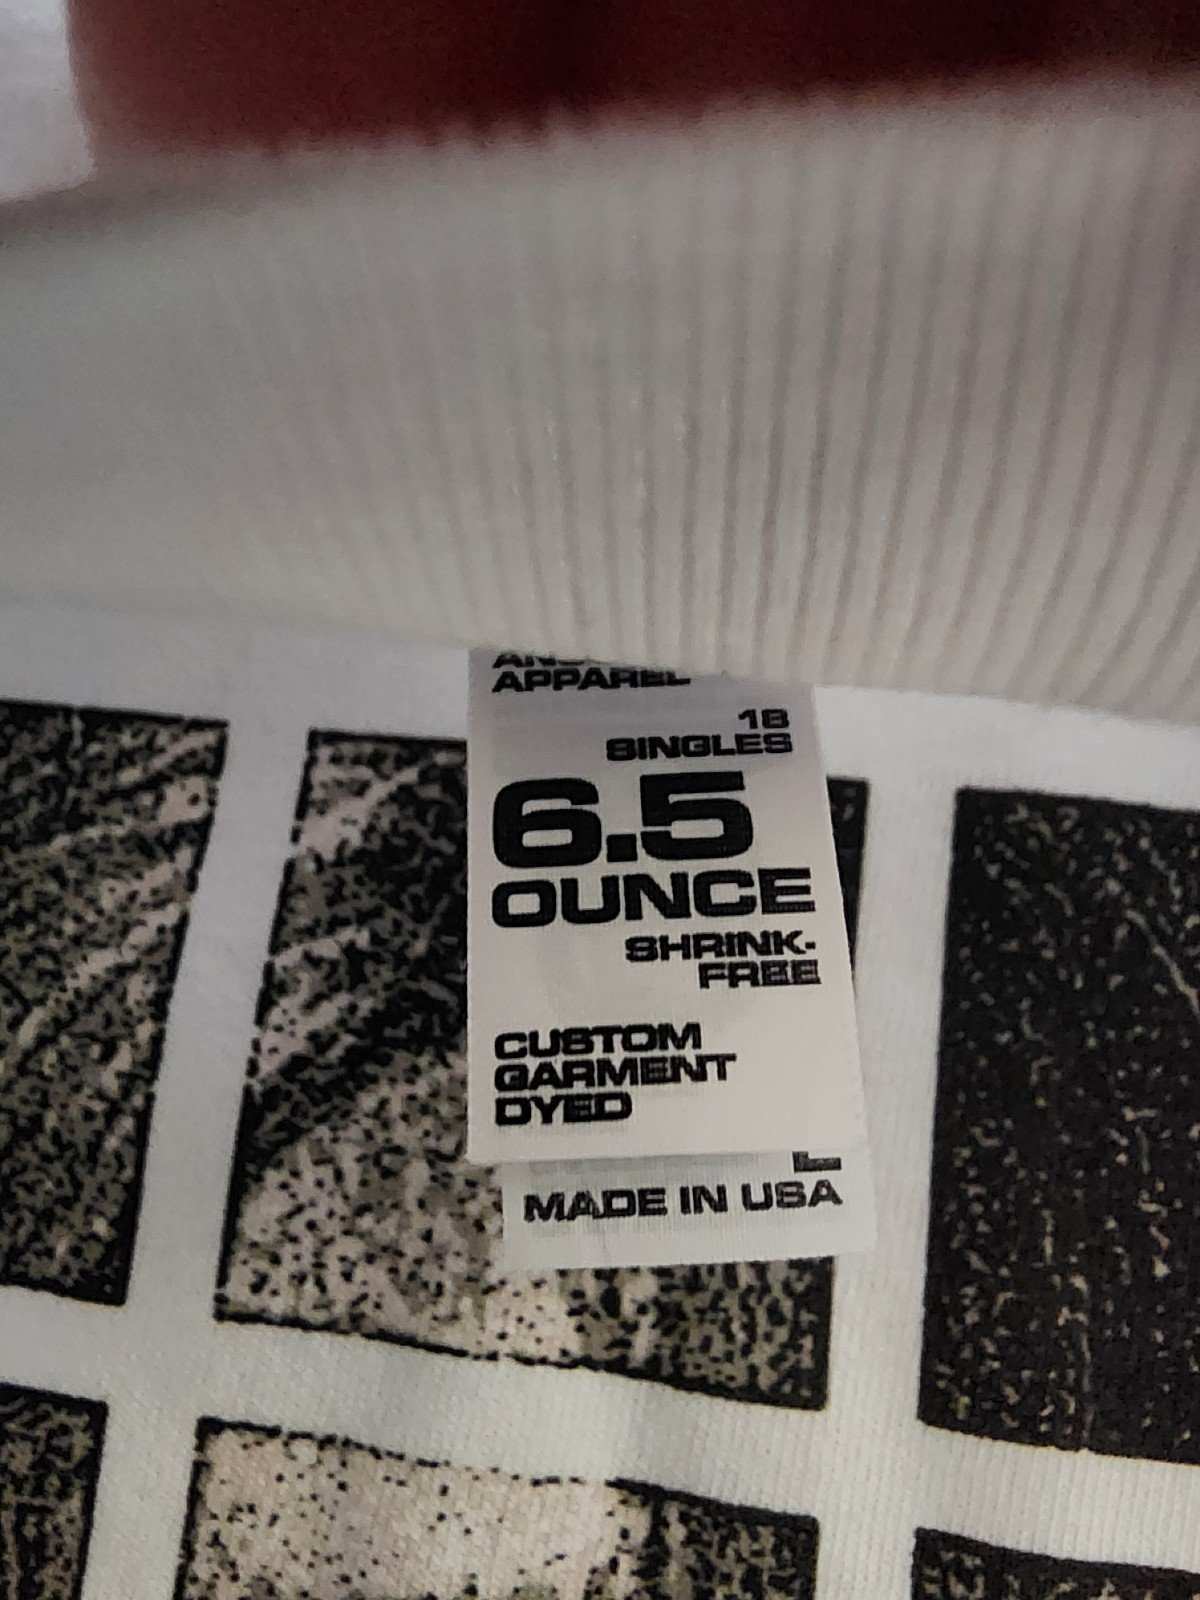 APPAREL
18
SINGLES
6.5
OUNCE
SHRINK-
FREE
CUSTOM
GARMENT
DYED
L
MADE IN USA